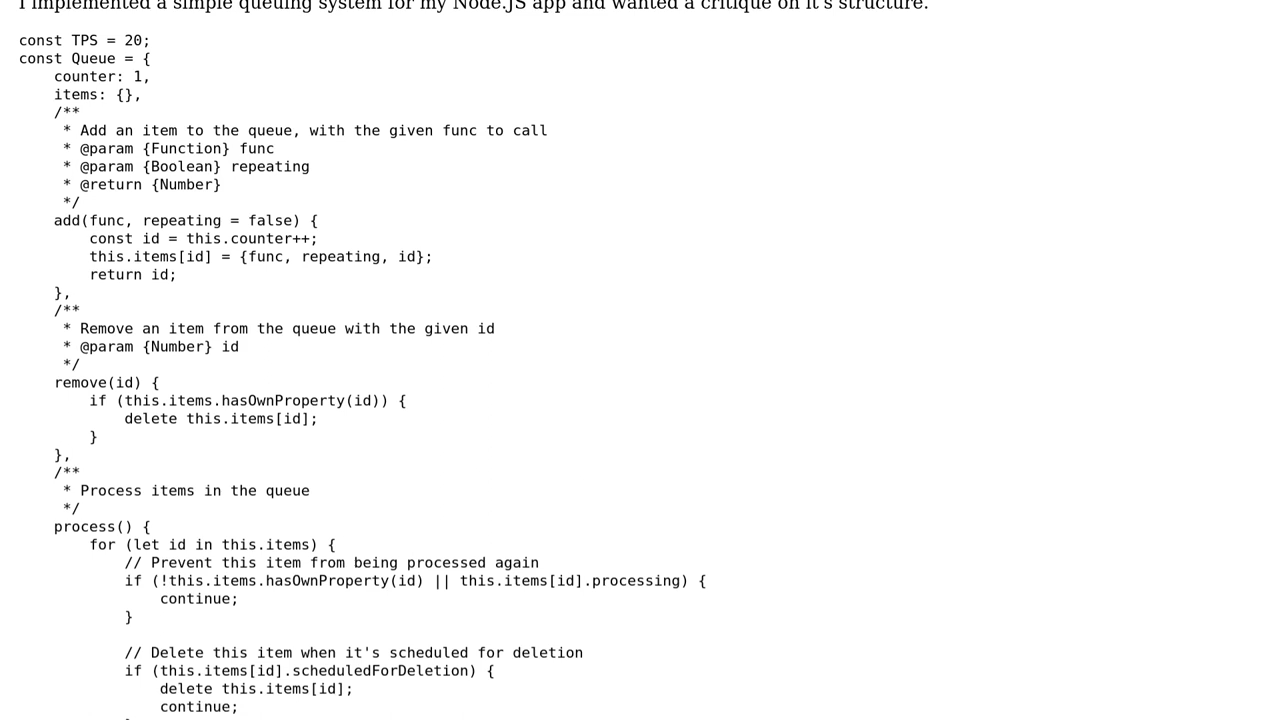 I implemented a simple queuing system for my Node.JS app and wanted a critique on it's structure.
const TPS = 20;
const Queue = {
    counter: 1,
    items: {},
    /**
     * Add an item to the queue, with the given func to call
     * @param {Function} func
     * @param {Boolean} repeating
     * @return {Number}
     */
    add(func, repeating = false) {
        const id = this.counter++;
        this.items[id] = {func, repeating, id};
        return id;
    },
    /**
     * Remove an item from the queue with the given id
     * @param {Number} id
     */
    remove(id) {
        if (this.items.hasOwnProperty(id)) {
            delete this.items[id];
        }
    },
    /**
     * Process items in the queue
     */
    process() {
        for (let id in this.items) {
            // Prevent this item from being processed again
            if (!this.items.hasOwnProperty(id) || this.items[id].processing) {
                continue;
            }

            // Delete this item when it's scheduled for deletion
            if (this.items[id].scheduledForDeletion) {
                delete this.items[id];
                continue;